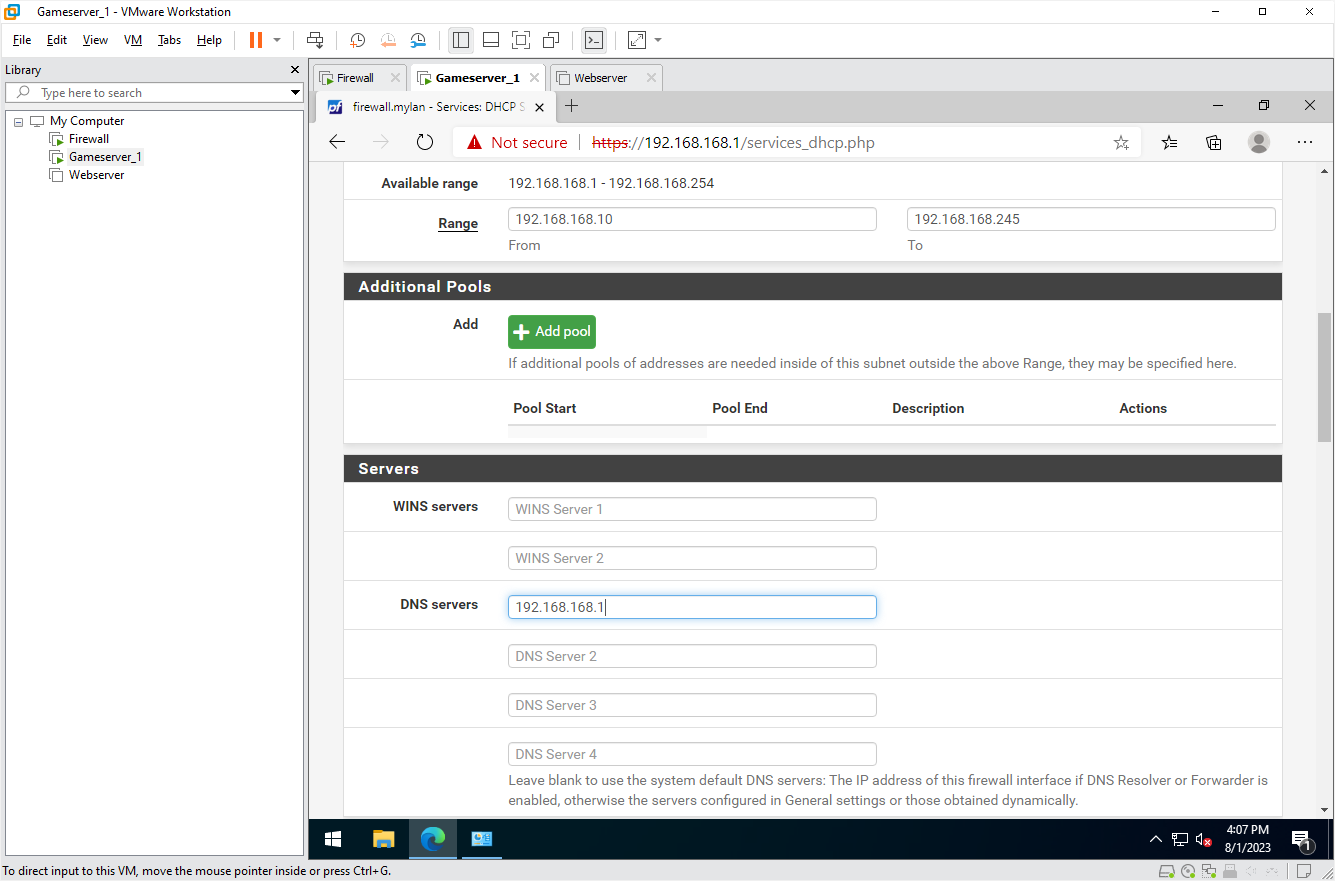 Gameserver_1 - VMware Workstation
File Edit View VM Tabs Help
Library
Type here to search
My Computer
Firewall
Gameserver_1
Webserver
Firewall Gameserver_1 Webserver
firewall.mylan - Services: DHCP S
Not secure https://192.168.168.1/services_dhcp.php
Available range 192.168.168.1 - 192.168.168.254
Range 192.168.168.10 192.168.168.245
From To
Additional Pools
Add Add pool
If additional pools of addresses are needed inside of this subnet outside the above Range, they may be specified here.
Pool Start Pool End Description Actions
Servers
WINS servers WINS Server 1
WINS Server 2
DNS servers 192.168.168.1
DNS Server 2
DNS Server 3
DNS Server 4
Leave blank to use the system default DNS servers: The IP address of this firewall interface if DNS Resolver or Forwarder is
enabled, otherwise the servers configured in General settings or those obtained dynamically.
4:07 PM
8/1/2023
1
To direct input to this VM, move the mouse pointer inside or press Ctrl+G.